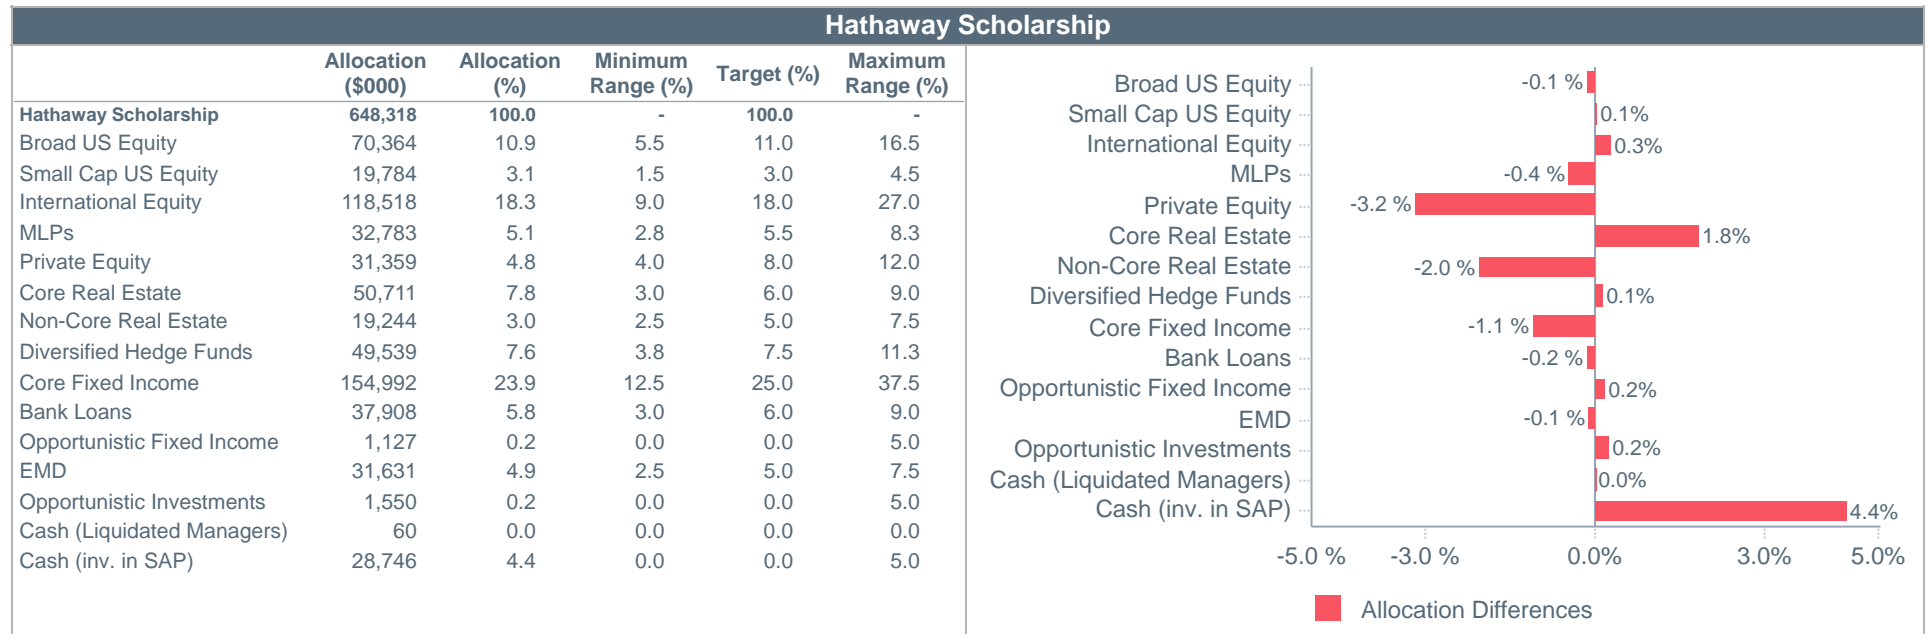 Hathaway Scholarship
Allocation ($000) Allocation (%) Minimum Range (%) Target (%) Maximum Range (%)
Hathaway Scholarship 648,318 100.0 - 100.0 -
Broad US Equity 70,364 10.9 5.5 11.0 16.5
Small Cap US Equity 19,784 3.1 1.5 3.0 4.5
International Equity 118,518 18.3 9.0 18.0 27.0
MLPs 32,783 5.1 2.8 5.5 8.3
Private Equity 31,359 4.8 4.0 8.0 12.0
Core Real Estate 50,711 7.8 3.0 6.0 9.0
Non-Core Real Estate 19,244 3.0 2.5 5.0 7.5
Diversified Hedge Funds 49,539 7.6 3.8 7.5 11.3
Core Fixed Income 154,992 23.9 12.5 25.0 37.5
Bank Loans 37,908 5.8 3.0 6.0 9.0
Opportunistic Fixed Income 1,127 0.2 0.0 0.0 5.0
EMD 31,631 4.9 2.5 5.0 7.5
Opportunistic Investments 1,550 0.2 0.0 0.0 5.0
Cash (Liquidated Managers) 60 0.0 0.0 0.0 0.0
Cash (inv. in SAP) 28,746 4.4 0.0 0.0 5.0
Broad US Equity -0.1 %
Small Cap US Equity 0.1%
International Equity 0.3%
MLPs -0.4 %
Private Equity -3.2 %
Core Real Estate 1.8%
Non-Core Real Estate -2.0 %
Diversified Hedge Funds 0.1%
Core Fixed Income -1.1 %
Bank Loans -0.2 %
Opportunistic Fixed Income 0.2%
EMD -0.1 %
Opportunistic Investments 0.2%
Cash (Liquidated Managers) 0.0%
Cash (inv. in SAP) 4.4%
-5.0 % -3.0 % 0.0% 3.0% 5.0%
Allocation Differences